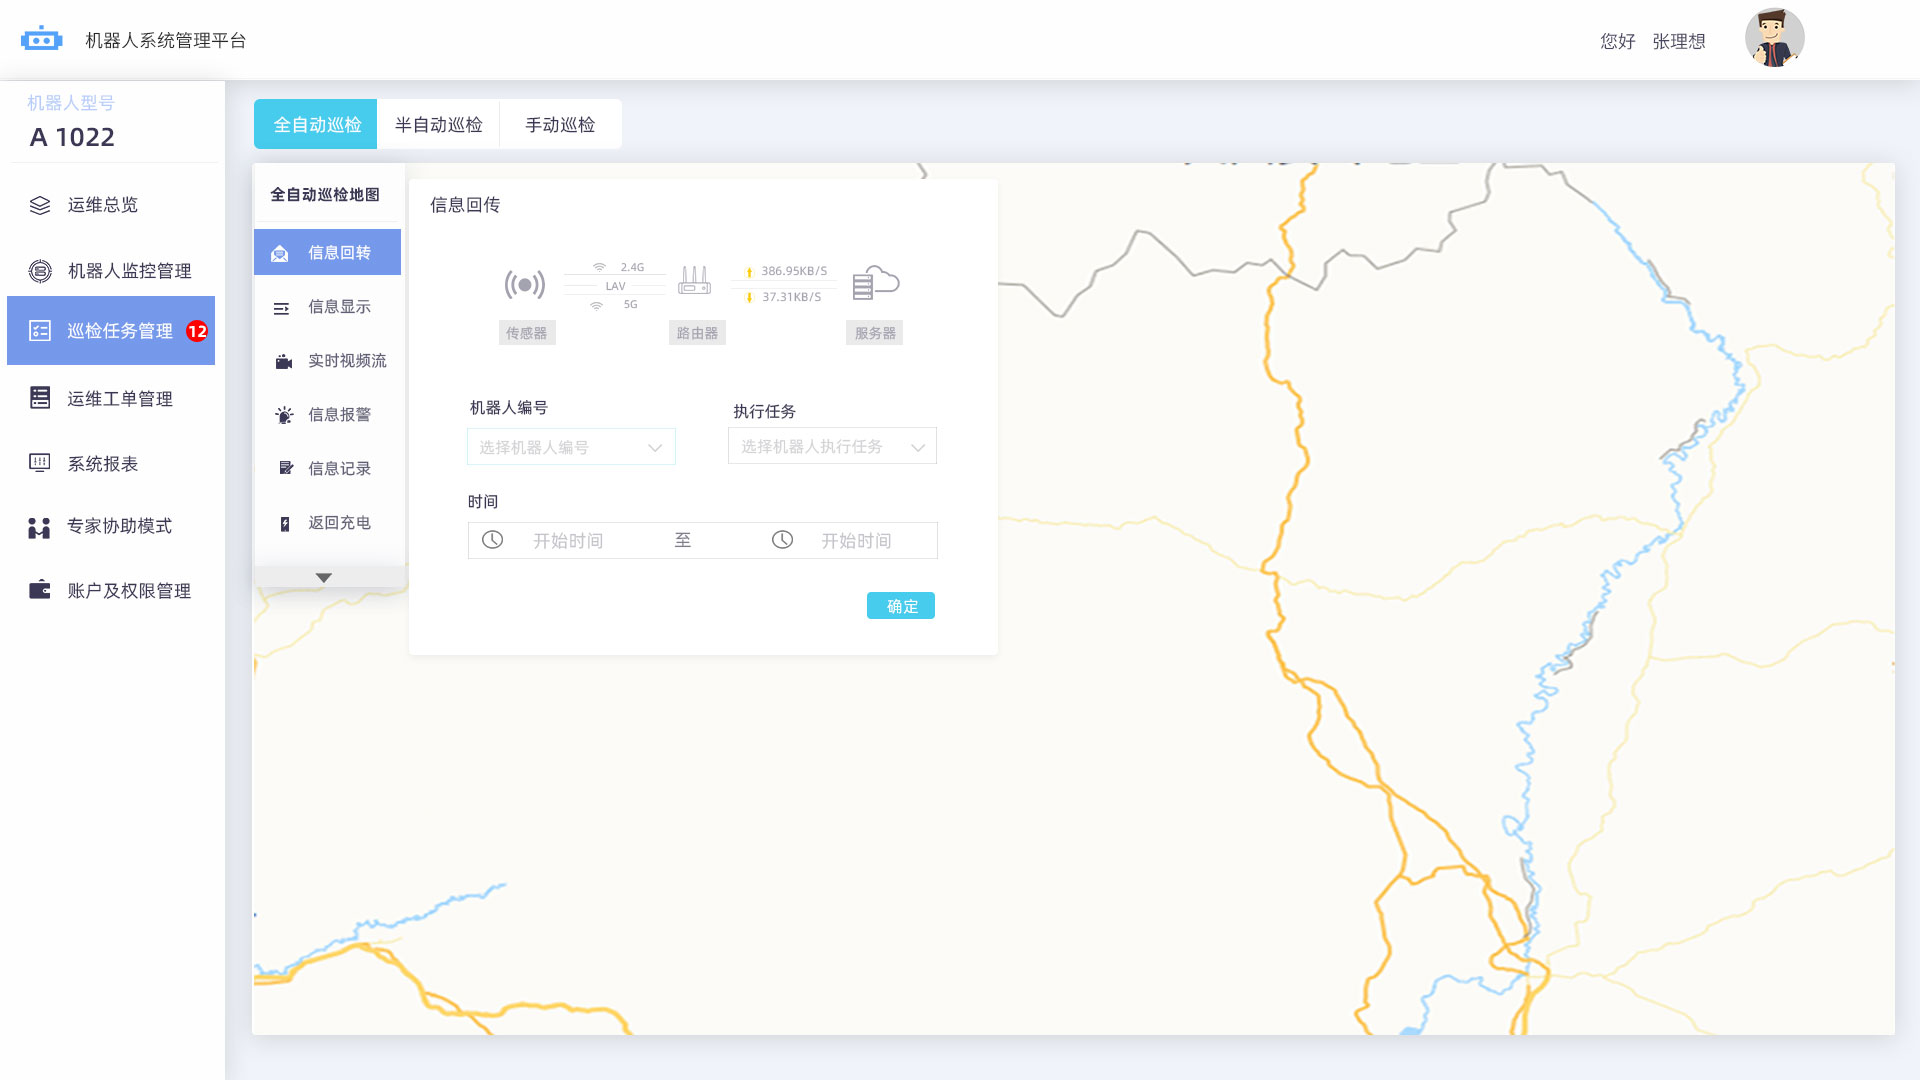 机器人系统管理平台
您好 张理想
机器人型号
A 1022
运维总览
机器人监控管理
巡检任务管理 12
运维工单管理
系统报表
专家协助模式
账户及权限管理
全自动巡检 半自动巡检 手动巡检
全自动巡检地图
信息回转
信息显示
实时视频流
信息报警
信息记录
返回充电
信息回传
2.4G
LAV
5G
386.95KB/S
37.31KB/S
传感器 路由器 服务器
机器人编号 执行任务
选择机器人编号 选择机器人执行任务
时间
开始时间 至 开始时间
确定